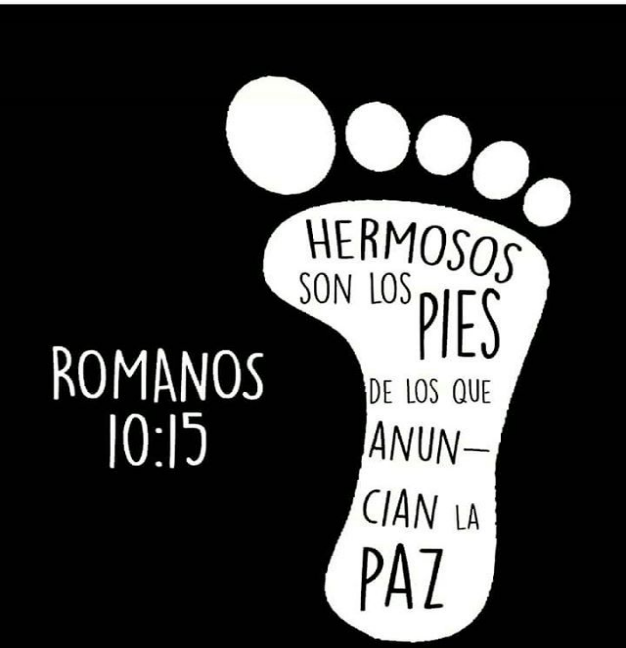 HERMOSOS
SON LOS
PIES
DE LOS QUE
ANUN-
CIAN LA
PAZ
ROMANOS
10:15